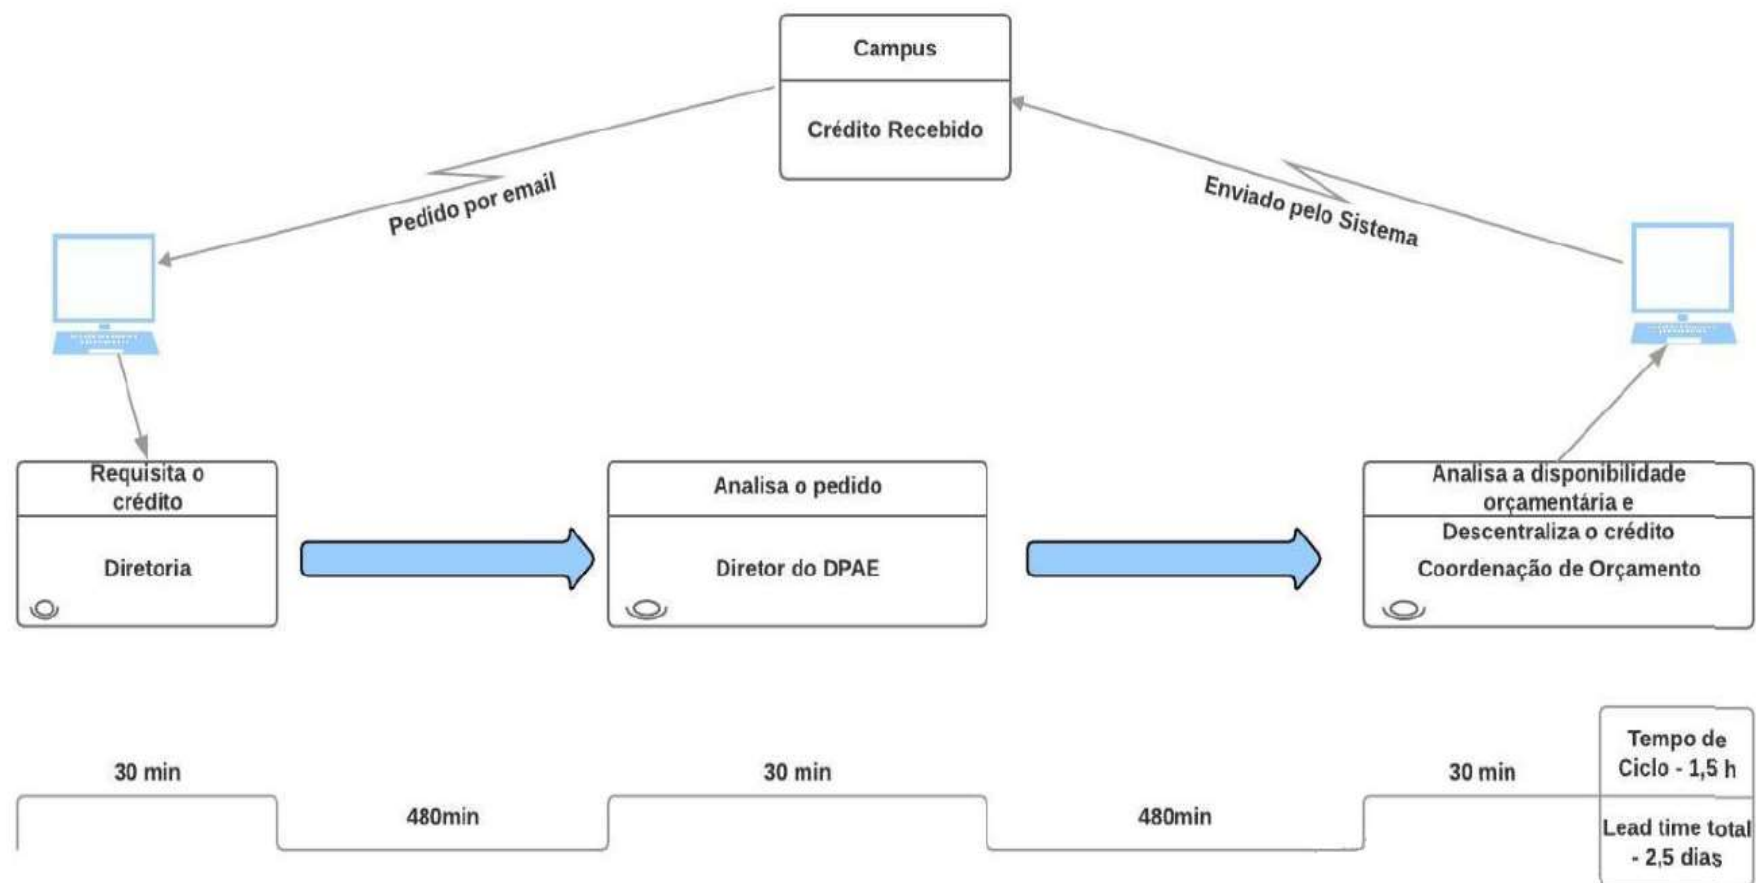 Campus
Crédito Recebido
Pedido por email
Enviado pelo Sistema
Requisita o
crédito
Diretoria
Analisa o pedido
Diretor do DPAE
Analisa a disponibilidade
orçamentária e
Descentraliza o crédito
Coordenação de Orçamento
30 min
480min
30 min
480min
30 min
Tempo de
Ciclo - 1,5 h
Lead time total
- 2,5 dias